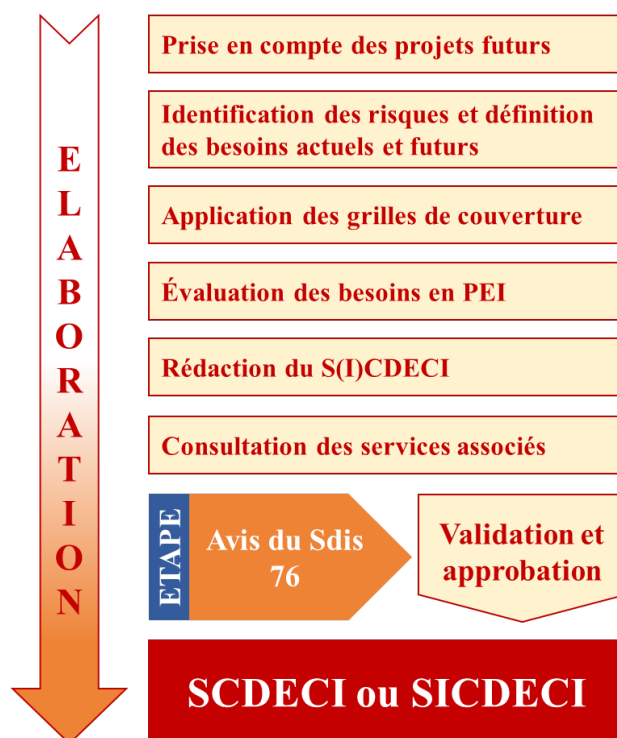 ELABORATION
Prise en compte des projets futurs
Identification des risques et définition
des besoins actuels et futurs
Application des grilles de couverture
Évaluation des besoins en PEI
Rédaction du S(I)CDECI
Consultation des services associés
ETAPE
Avis du Sdis
76
Validation et
approbation
SCDECI ou SICDECI